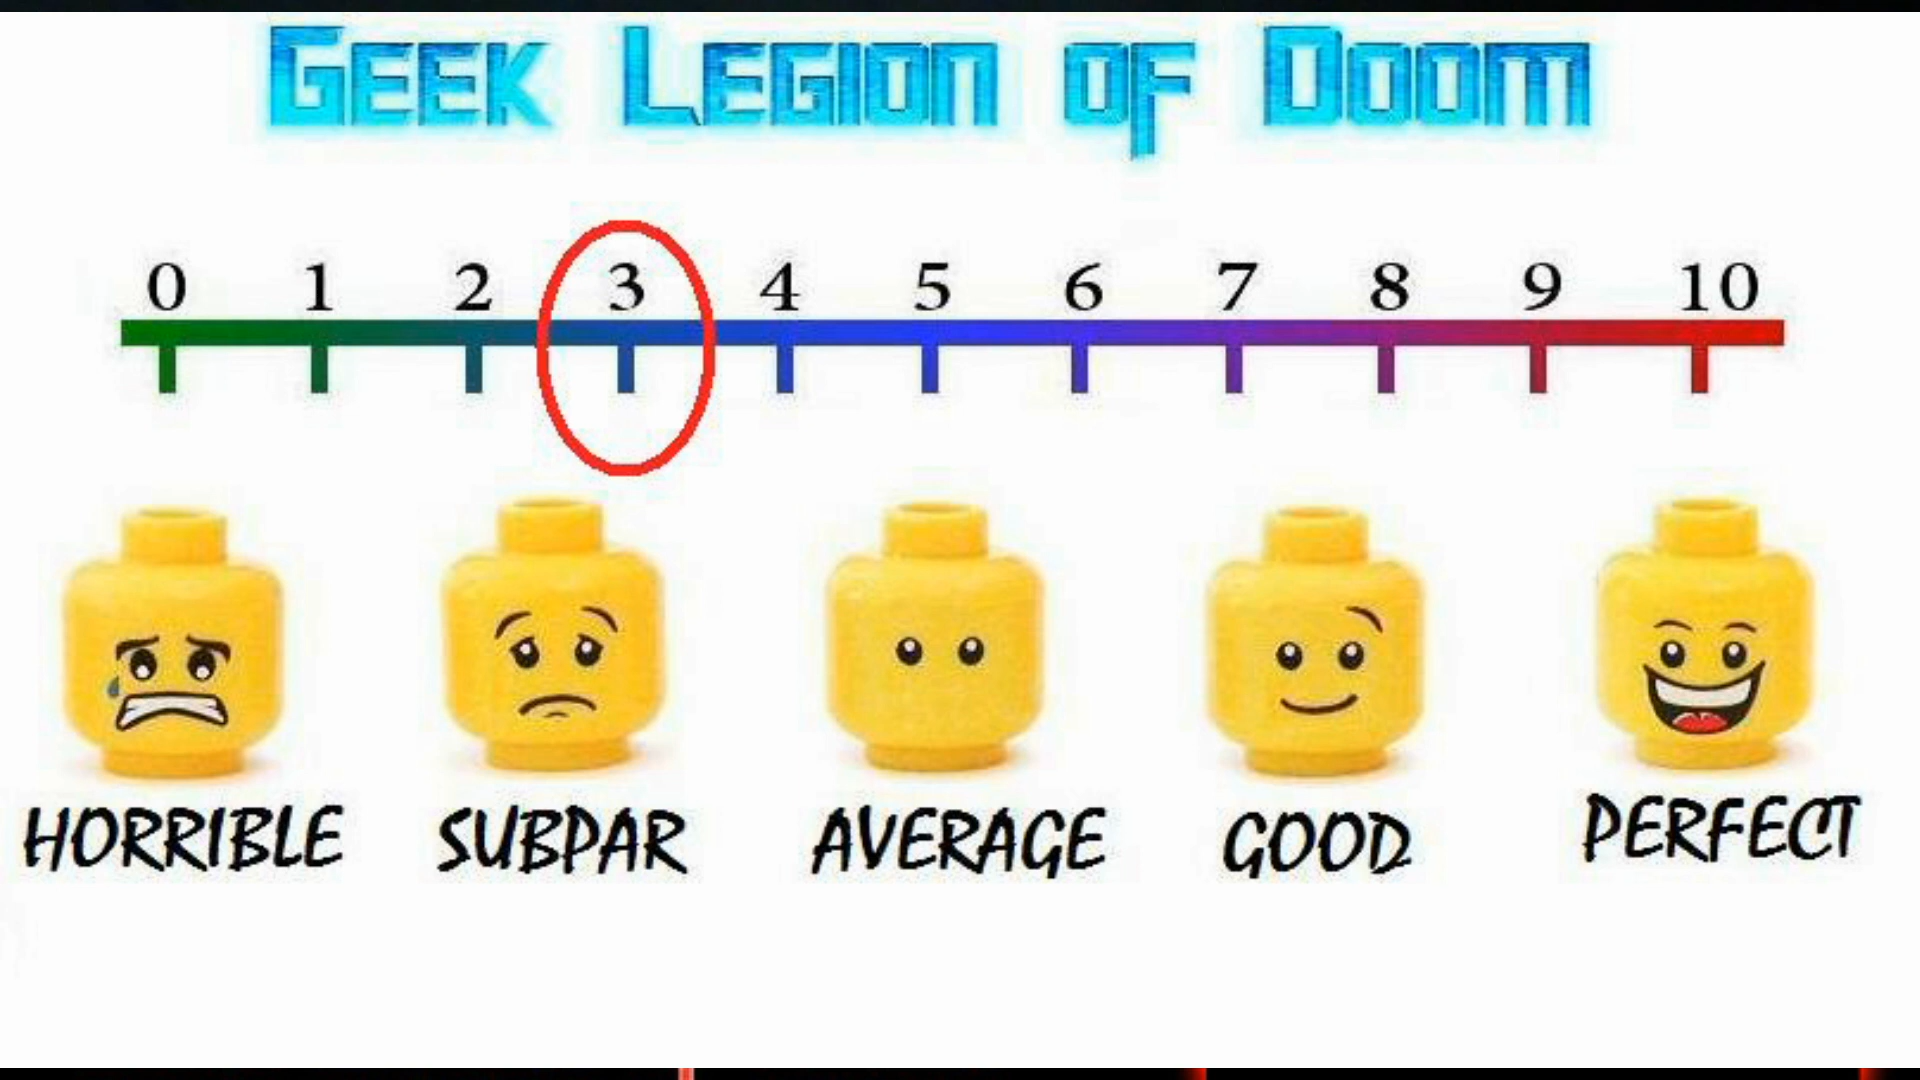 GEEK LEGION OF DOOM
0 1 2 3 4 5 6 7 8 9 10
HORRIBLE SUBPAR AVERAGE GOOD PERFECT